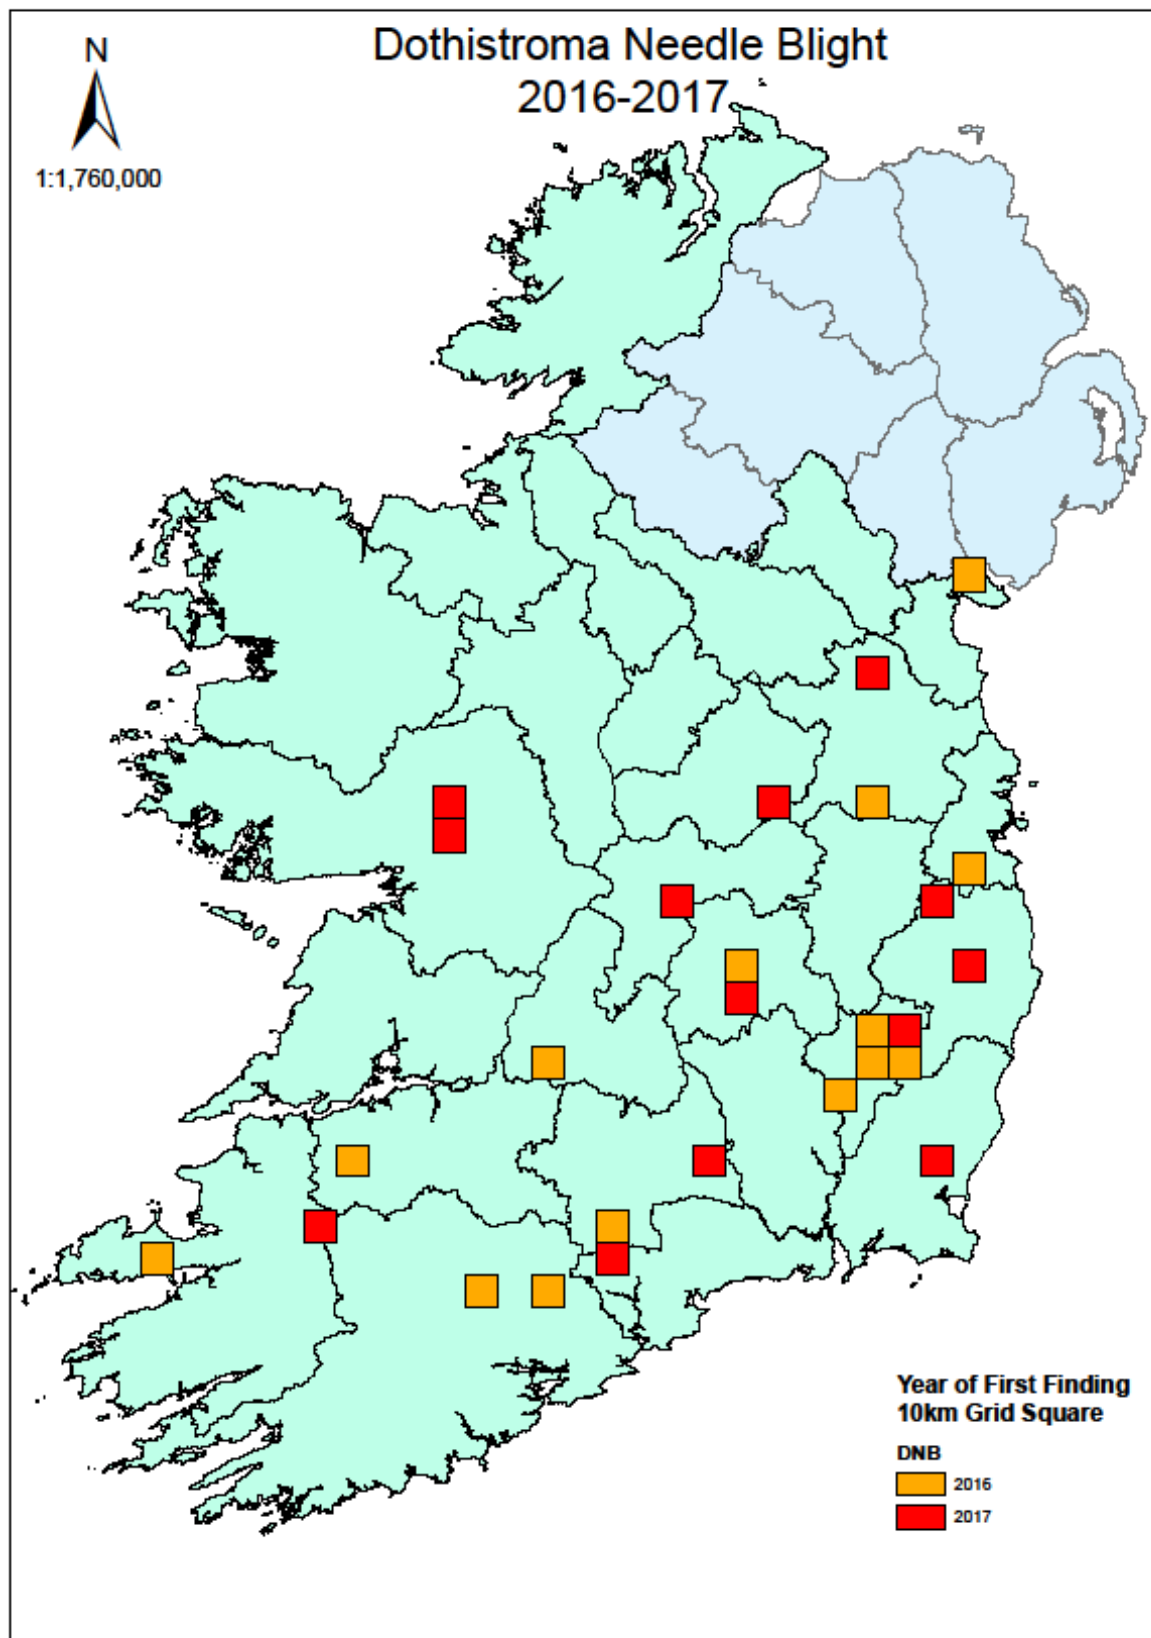 Dothistroma Needle Blight
2016-2017
N
1:1,760,000
Year of First Finding
10km Grid Square
DNB
2016
2017